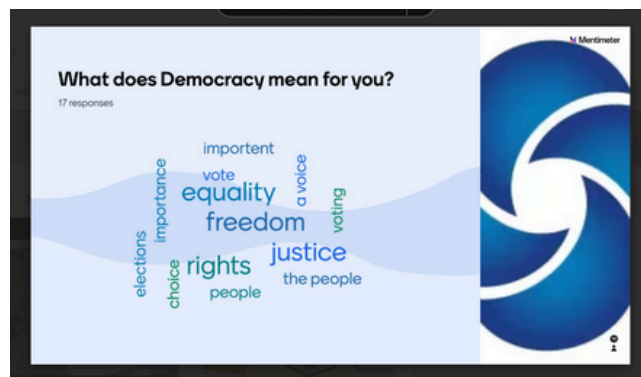 Mentimeter
What does Democracy mean for you?
17 responses
importent
vote
equality
a voice
importance
voting
freedom
justice
elections
choice
rights
the people
people